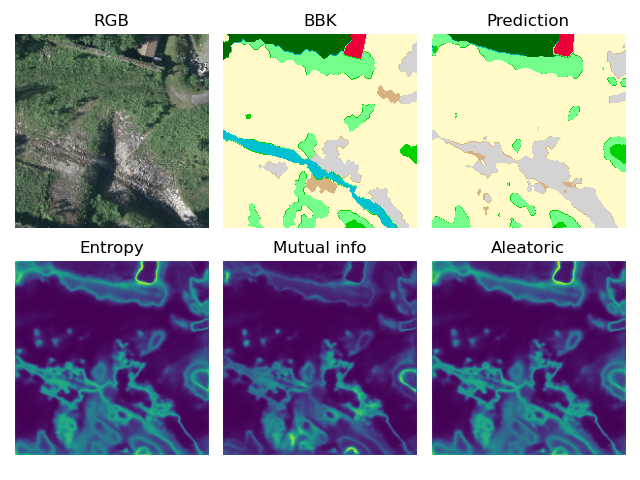 RGB
BBK
Prediction
Entropy
Mutual info
Aleatoric